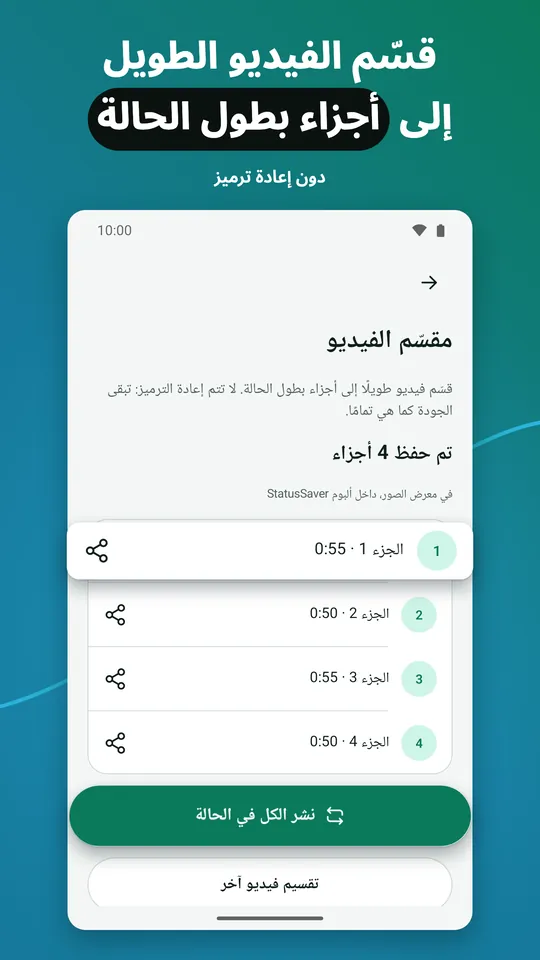 قسّم الفيديو الطويل
إلى أجزاء بطول الحالة
دون إعادة ترميز
10:00
مقسّم الفيديو
قسّم فيديو طويلًا إلى أجزاء بطول الحالة. لا تتم إعادة الترميز: تبقى
الجودة كما هي تمامًا.
تم حفظ 4 أجزاء
في معرض الصور، داخل ألبوم StatusSaver
1
الجزء 1 · 0:55
2
الجزء 2 · 0:50
3
الجزء 3 · 0:55
4
الجزء 4 · 0:50
نشر الكل في الحالة
تقسيم فيديو آخر